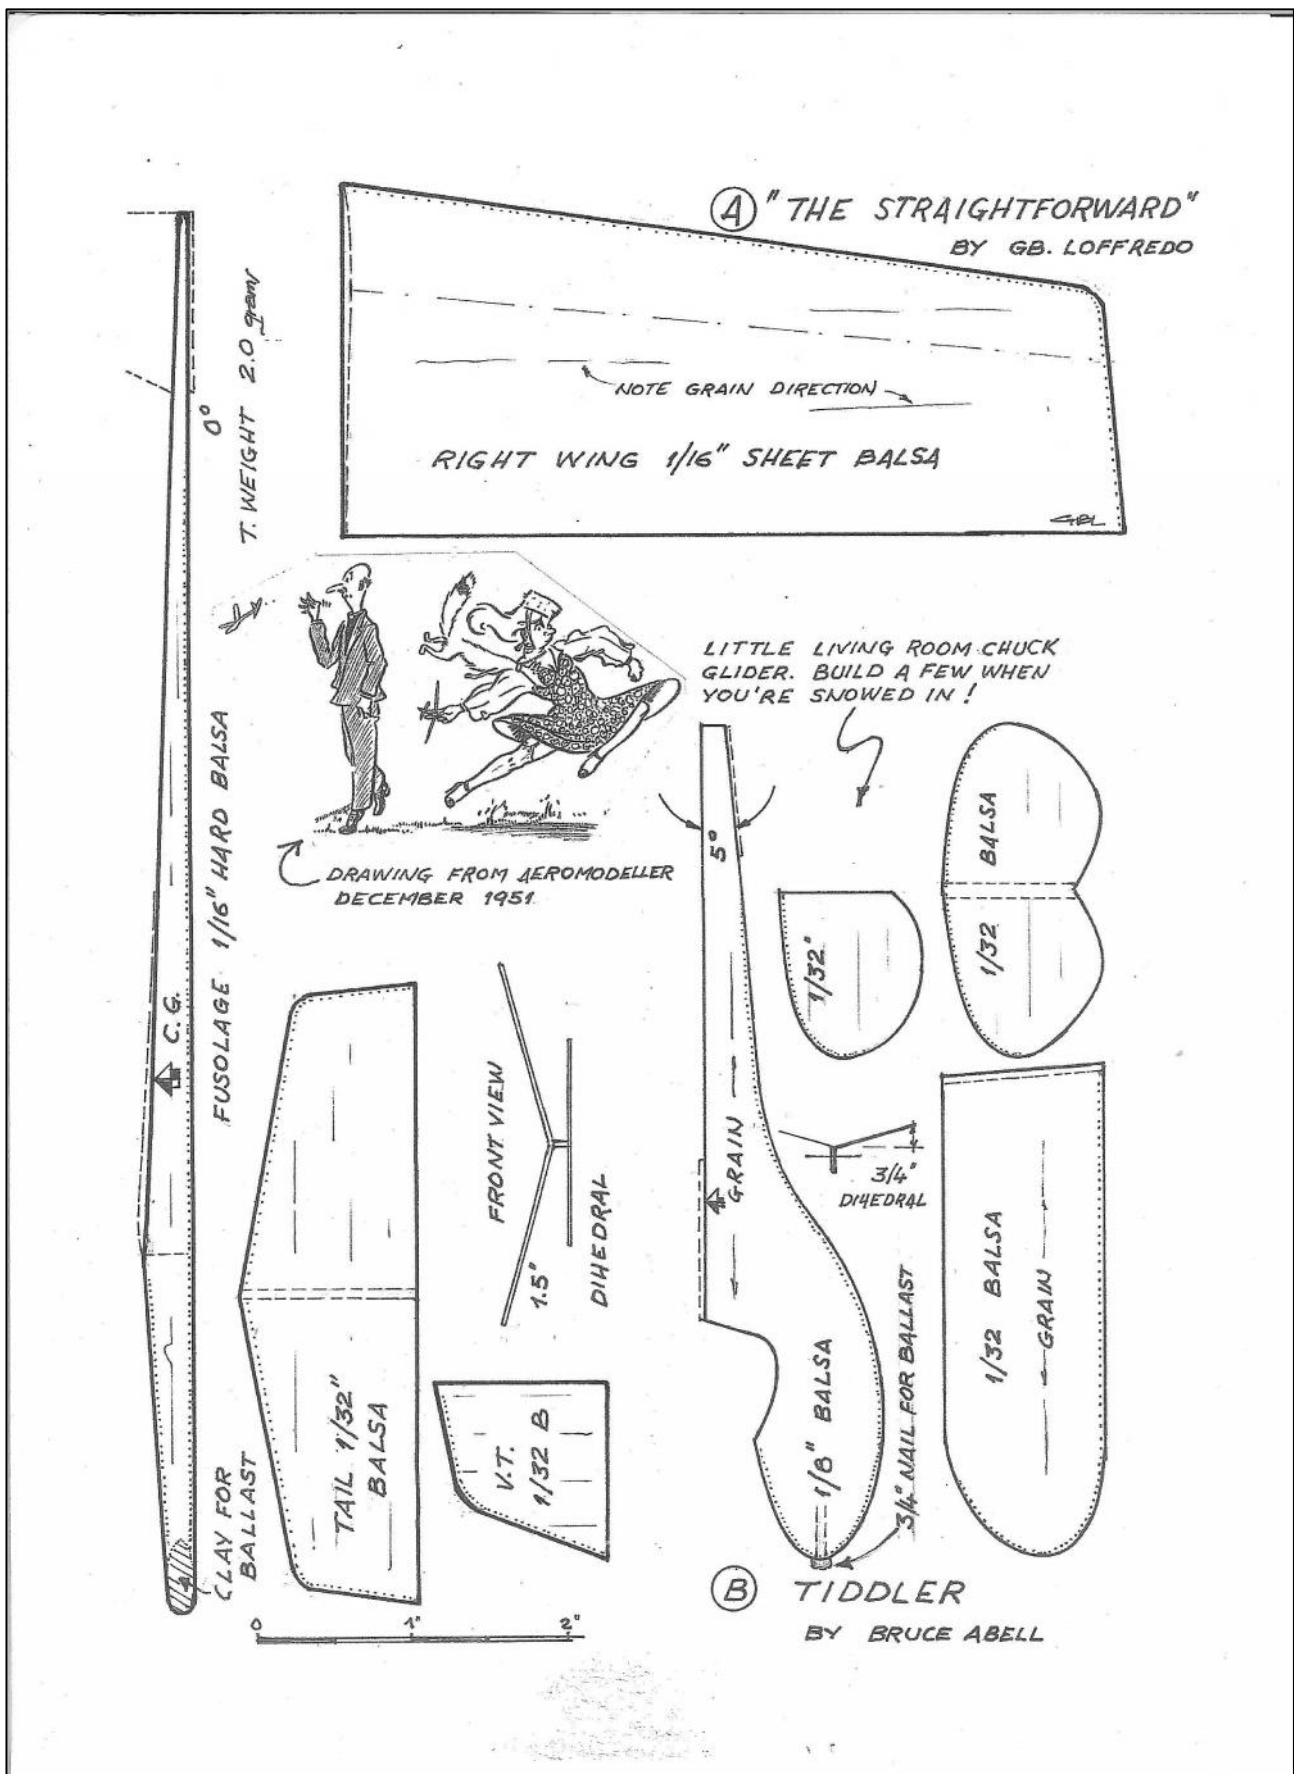 Ⓐ "THE STRAIGHTFORWARD"
BY GB. LOFFREDO
NOTE GRAIN DIRECTION
RIGHT WING 1/16" SHEET BALSA
GBL
0°
T. WEIGHT 2.0 grams
FUSOLAGE 1/16" HARD BALSA
C.G.
CLAY FOR
BALLAST
DRAWING FROM AEROMODELLER
DECEMBER 1951
TAIL 1/32"
BALSA
FRONT VIEW
1.5"
DIHEDRAL
V.T.
1/32 B
0 1" 2"
LITTLE LIVING ROOM CHUCK
GLIDER. BUILD A FEW WHEN
YOU'RE SNOWED IN!
5°
GRAIN
1/8" BALSA
3/4" NAIL FOR BALLAST
1/32"
1/32 BALSA
3/4"
DIHEDRAL
1/32 BALSA
GRAIN
Ⓑ TIDDLER
BY BRUCE ABELL